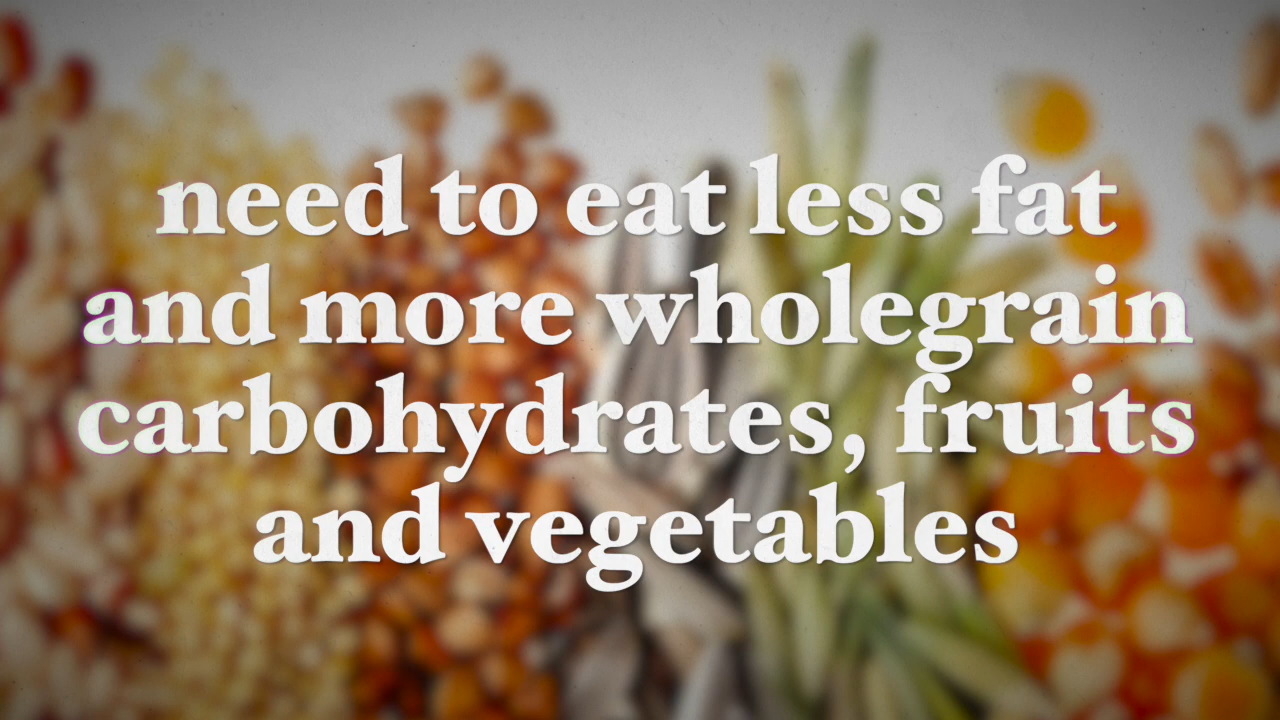 need to eat less fat
and more wholegrain
carbohydrates, fruits
and vegetables